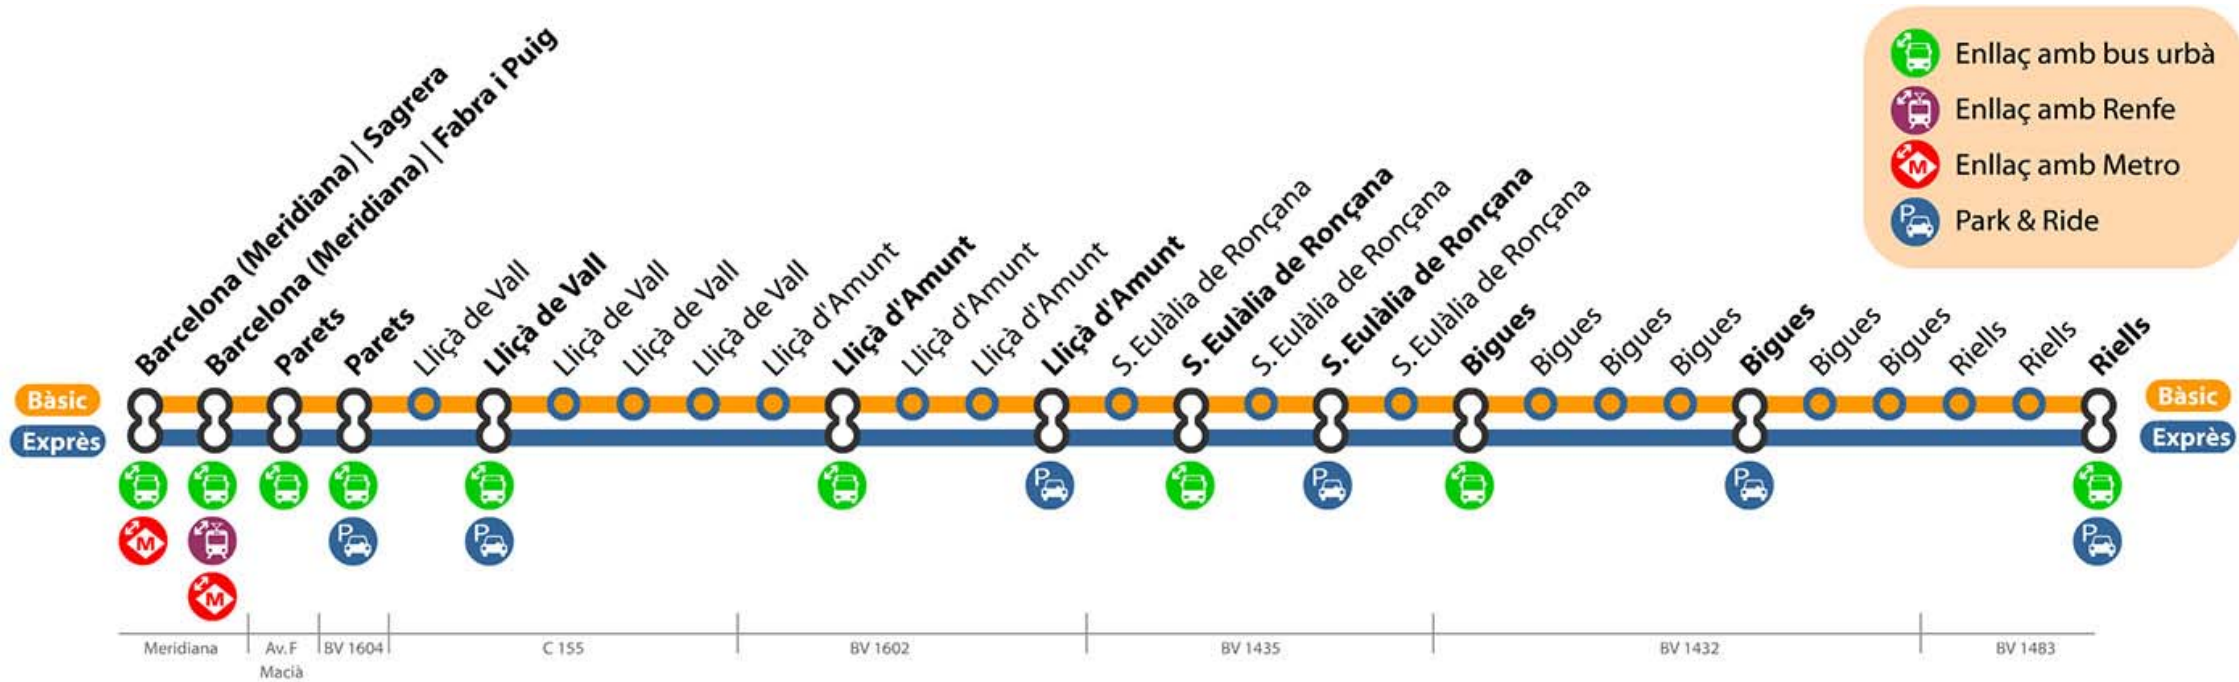 Barcelona (Meridiana) | Sagrera
Barcelona (Meridiana) | Fabra i Puig
Parets
Parets
Lliçà de Vall
Lliçà de Vall
Lliçà de Vall
Lliçà de Vall
Lliçà de Vall
Lliçà d'Amunt
Lliçà d'Amunt
Lliçà d'Amunt
Lliçà d'Amunt
Lliçà d'Amunt
S. Eulàlia de Ronçana
S. Eulàlia de Ronçana
S. Eulàlia de Ronçana
S. Eulàlia de Ronçana
S. Eulàlia de Ronçana
Bigues
Bigues
Bigues
Bigues
Bigues
Bigues
Bigues
Riells
Riells
Riells
Enllaç amb bus urbà
Enllaç amb Renfe
M Enllaç amb Metro
P Park & Ride
Bàsic
Bàsic
Exprès
Exprès
P
P
P
M
P
P
P
M
Meridiana
Av. F
Macià
BV 1604
C 155
BV 1602
BV 1435
BV 1432
BV 1483